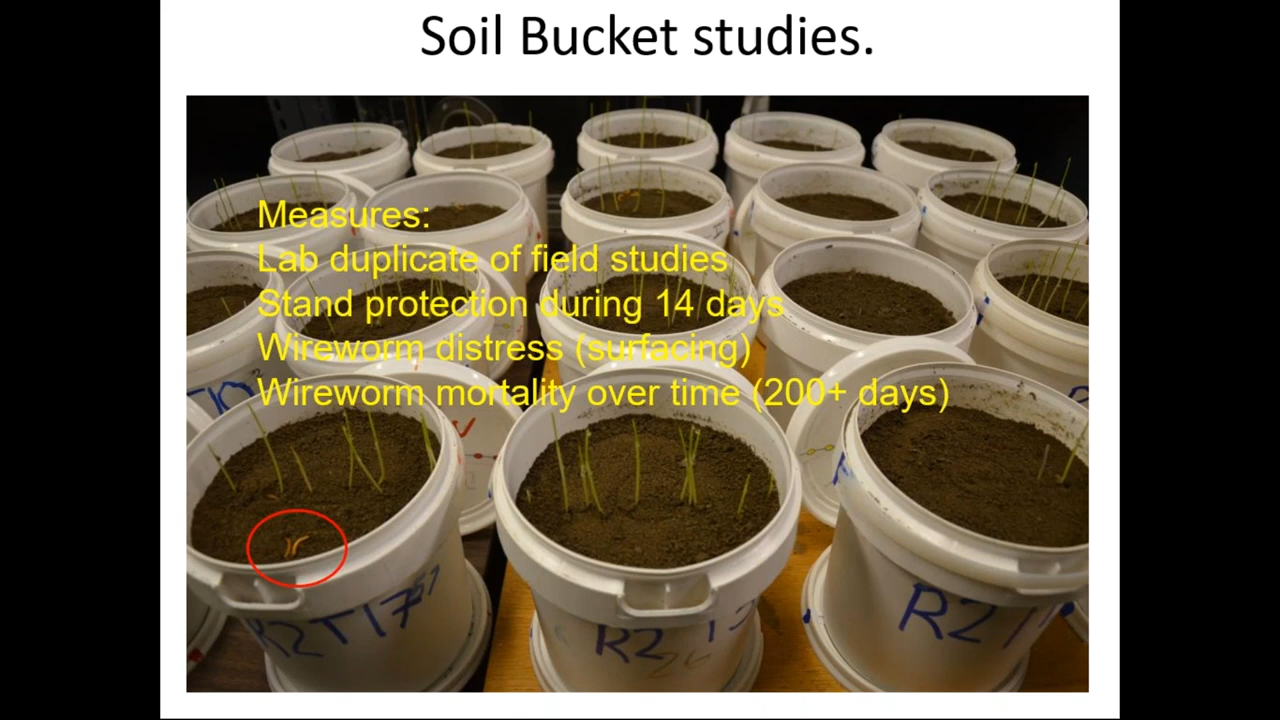 Soil Bucket studies.
Measures:
Lab duplicate of field studies
Stand protection during 14 days
Wireworm distress (surfacing)
Wireworm mortality over time (200+ days)
R2T17
R2
R2